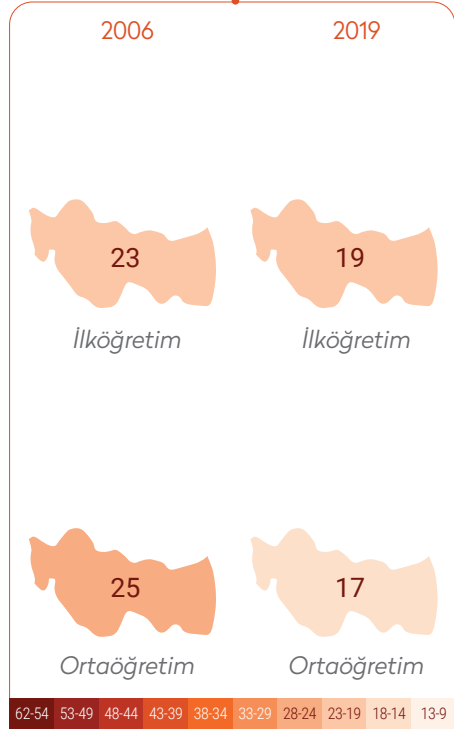 2006 2019
23 19
İlköğretim İlköğretim
25 17
Ortaöğretim Ortaöğretim
62-54 53-49 48-44 43-39 38-34 33-29 28-24 23-19 18-14 13-9